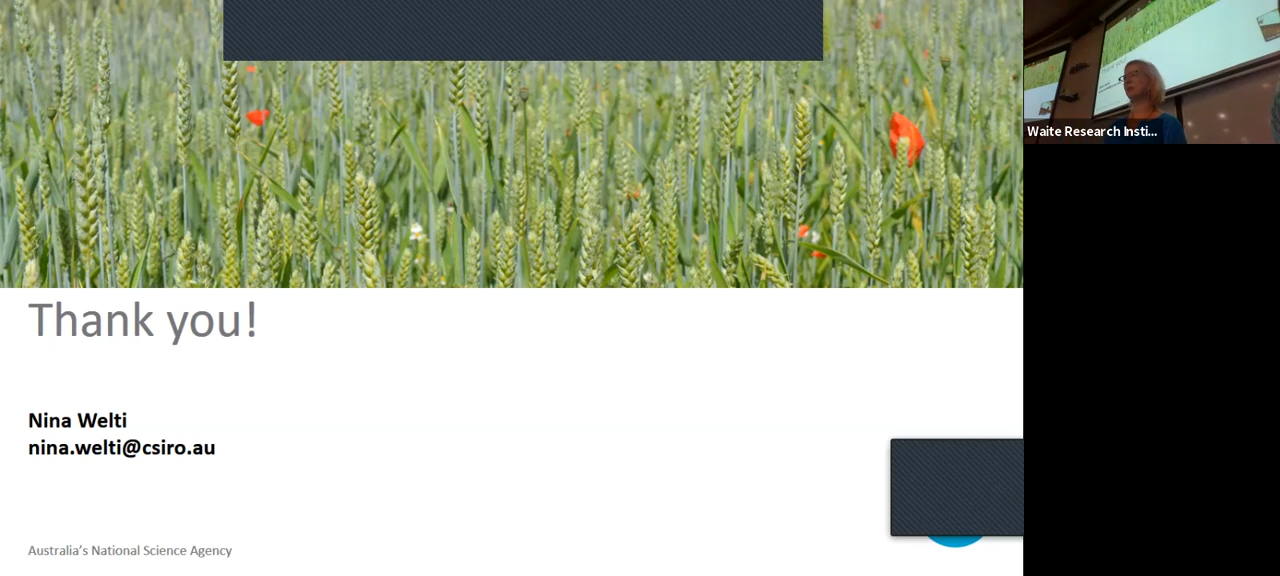 Thank you!
Nina Welti
nina.welti@csiro.au
Australia's National Science Agency
Waite Research Insti...